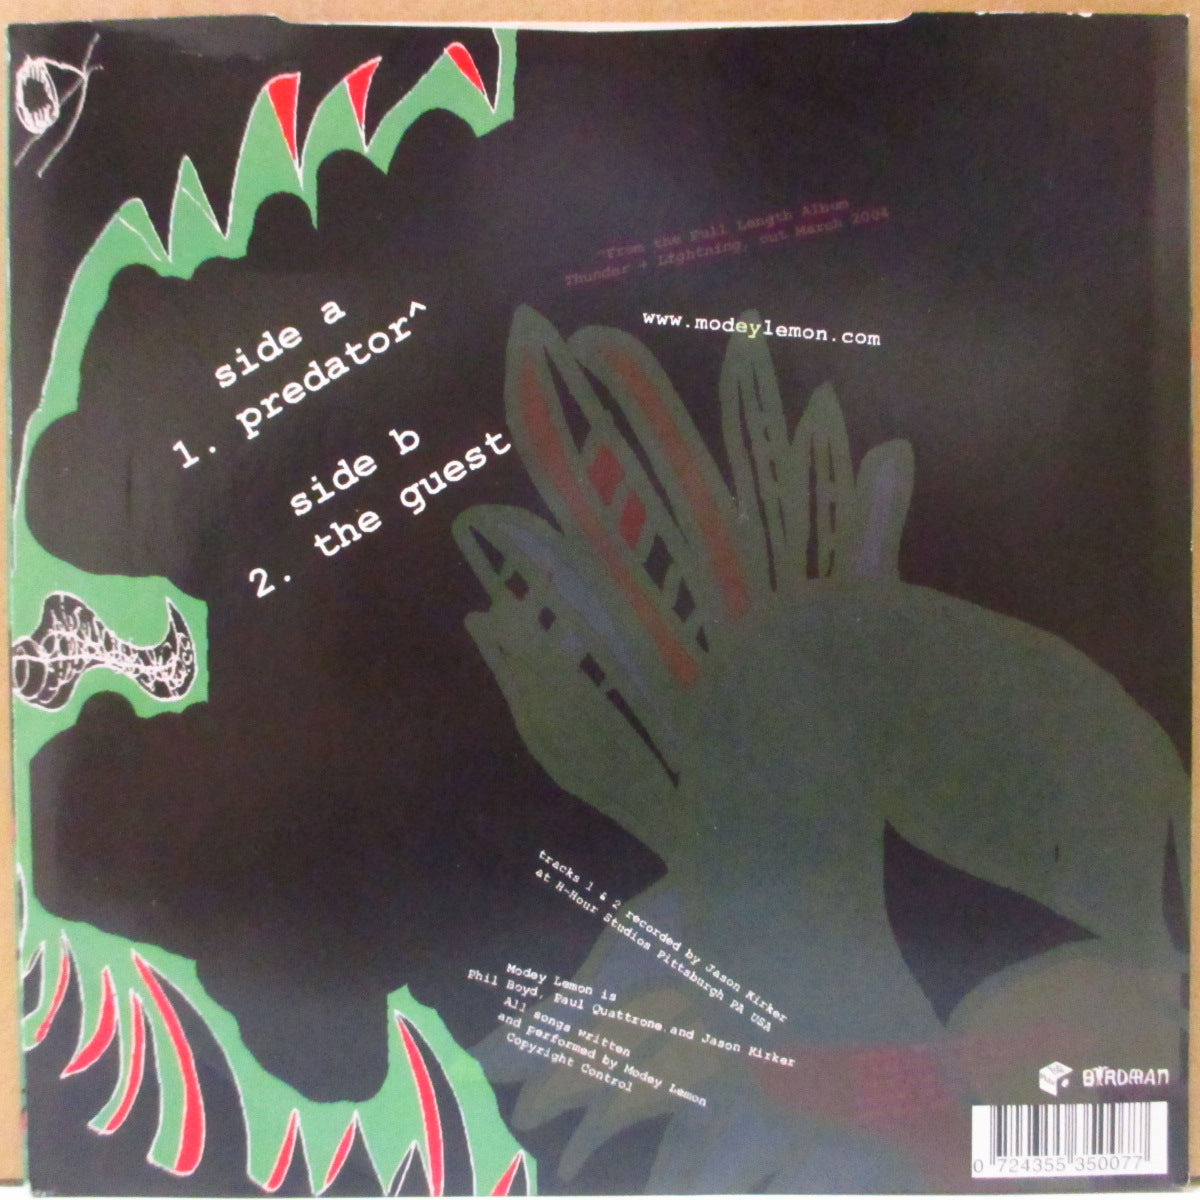 ^From the Full Length Album
Thunder + Lightning, out March 2004
www.modeylemon.com
side a
1. predator^
side b
2. the guest
tracks 1 & 2 recorded by Jason Kirker
at H-Hour Studios Pittsburgh PA USA
Modey Lemon is
Phil Boyd, Paul Quattrone and Jason Kirker
All songs written
and performed by Modey Lemon
Copyright Control
BIRDMAN
0 724355 350077